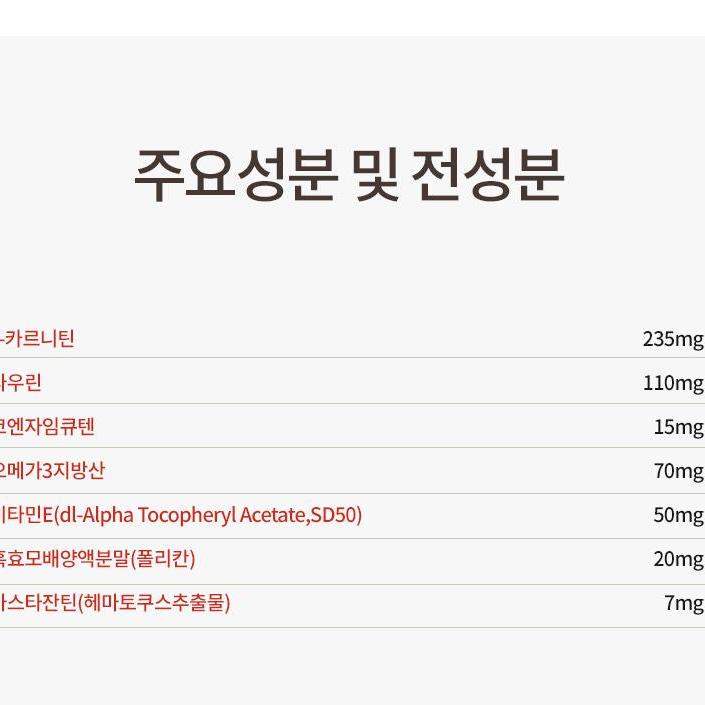 주요성분 및 전성분
-카르니틴 235mg
타우린 110mg
코엔자임큐텐 15mg
오메가3지방산 70mg
비타민E(dl-Alpha Tocopheryl Acetate,SD50) 50mg
흑효모배양액분말(폴리칸) 20mg
아스타잔틴(헤마토쿠스추출물) 7mg